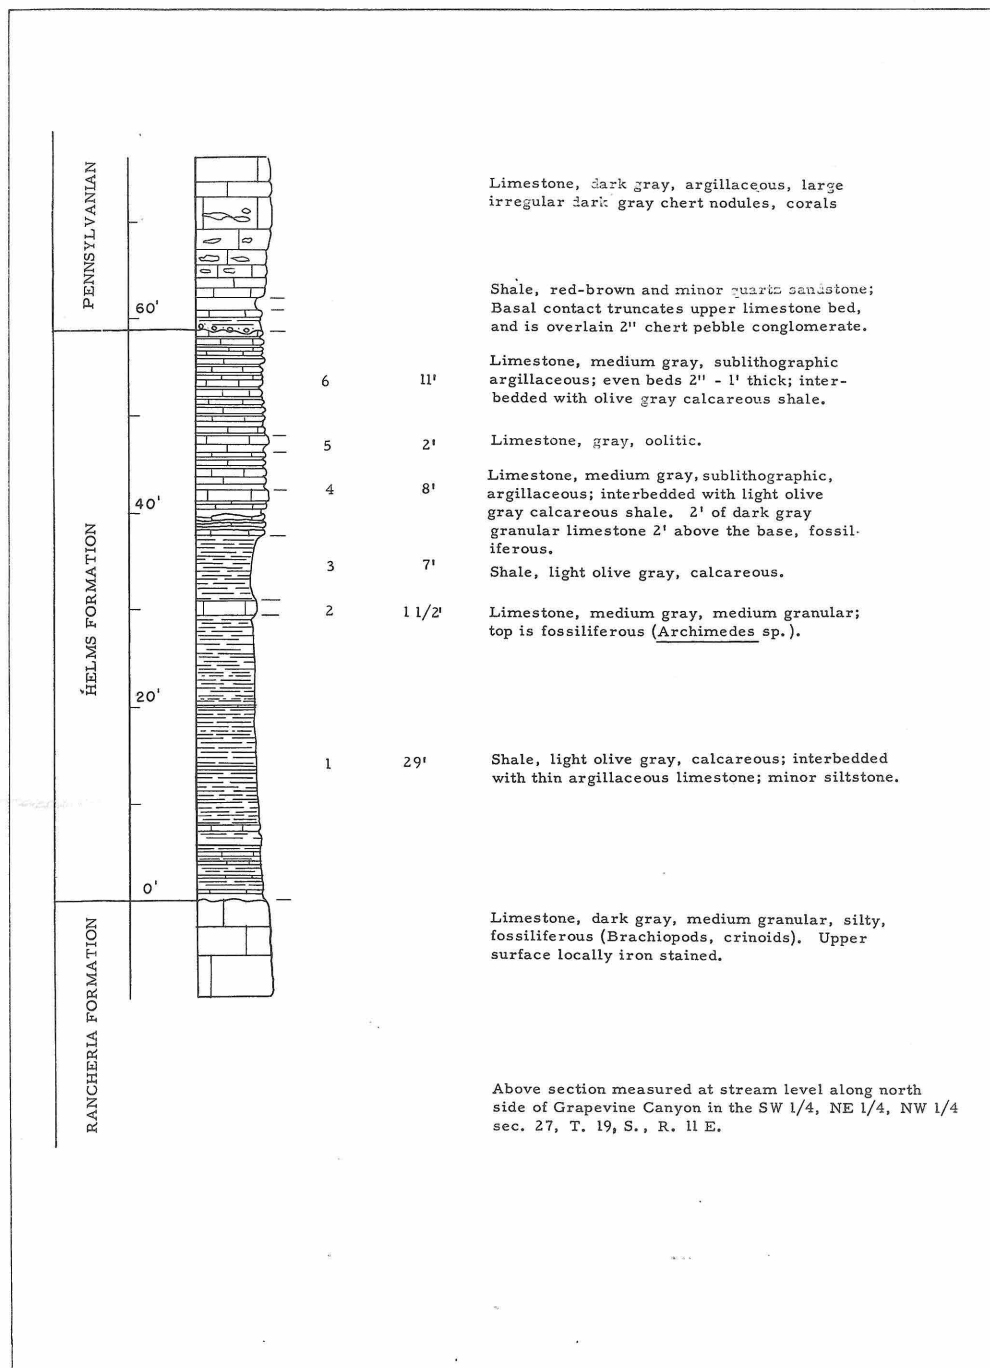 PENNSYLVANIAN
Limestone, dark gray, argillaceous, large
irregular dark gray chert nodules, corals
60'
Shale, red-brown and minor quartz sandstone;
Basal contact truncates upper limestone bed,
and is overlain 2" chert pebble conglomerate.
HELMS FORMATION
6 11' Limestone, medium gray, sublithographic
argillaceous; even beds 2" - 1' thick; inter-
bedded with olive gray calcareous shale.
5 2' Limestone, gray, oolitic.
40'
4 8' Limestone, medium gray, sublithographic,
argillaceous; interbedded with light olive
gray calcareous shale. 2' of dark gray
granular limestone 2' above the base, fossil-
iferous.
3 7' Shale, light olive gray, calcareous.
2 1 1/2' Limestone, medium gray, medium granular;
top is fossiliferous (Archimedes sp.).
20'
1 29' Shale, light olive gray, calcareous; interbedded
with thin argillaceous limestone; minor siltstone.
0'
RANCHERIA FORMATION
Limestone, dark gray, medium granular, silty,
fossiliferous (Brachiopods, crinoids). Upper
surface locally iron stained.
Above section measured at stream level along north
side of Grapevine Canyon in the SW 1/4, NE 1/4, NW 1/4
sec. 27, T. 19, S., R. 11 E.